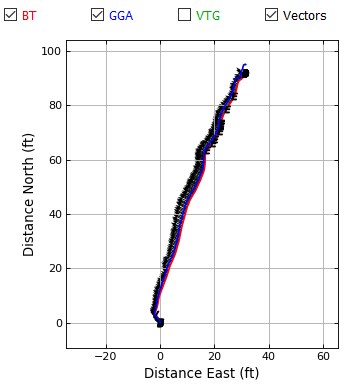 BT GGA VTG Vectors
100
80
60
40
20
0
−20 0 20 40 60
Distance North (ft)
Distance East (ft)